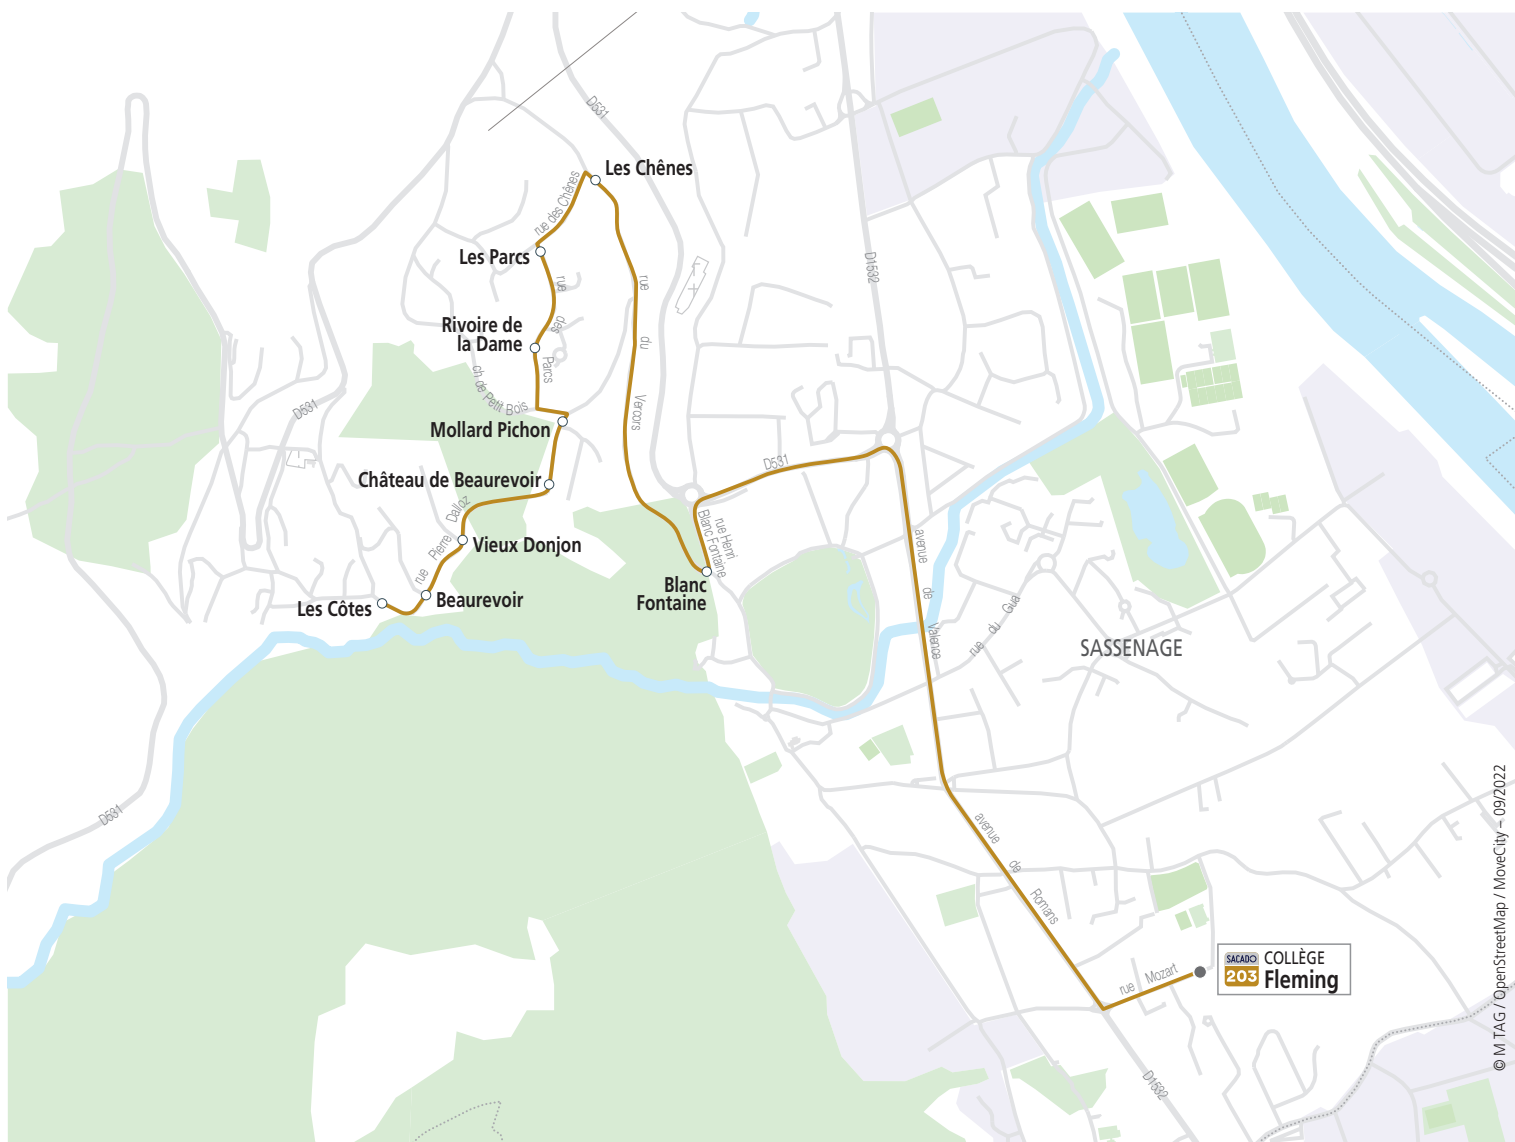 D531
Les Chênes
rue des Chênes
Les Parcs
rue
des
Parcs
D1532
rue
du
Vercors
Rivoire de
la Dame
ch de Petit Bois
D531
Mollard Pichon
D531
Château de Beaurevoir
rue Pierre Dalloz
Vieux Donjon
rue Henri
Blanc Fontaine
avenue
de
Valence
Blanc
Fontaine
Beaurevoir
Les Côtes
rue du Gua
SASSENAGE
D531
avenue
de
Romans
rue Mozart
SACADO
203
COLLÈGE
Fleming
D1532
© M TAG / OpenStreetMap / MoveCity – 09/2022